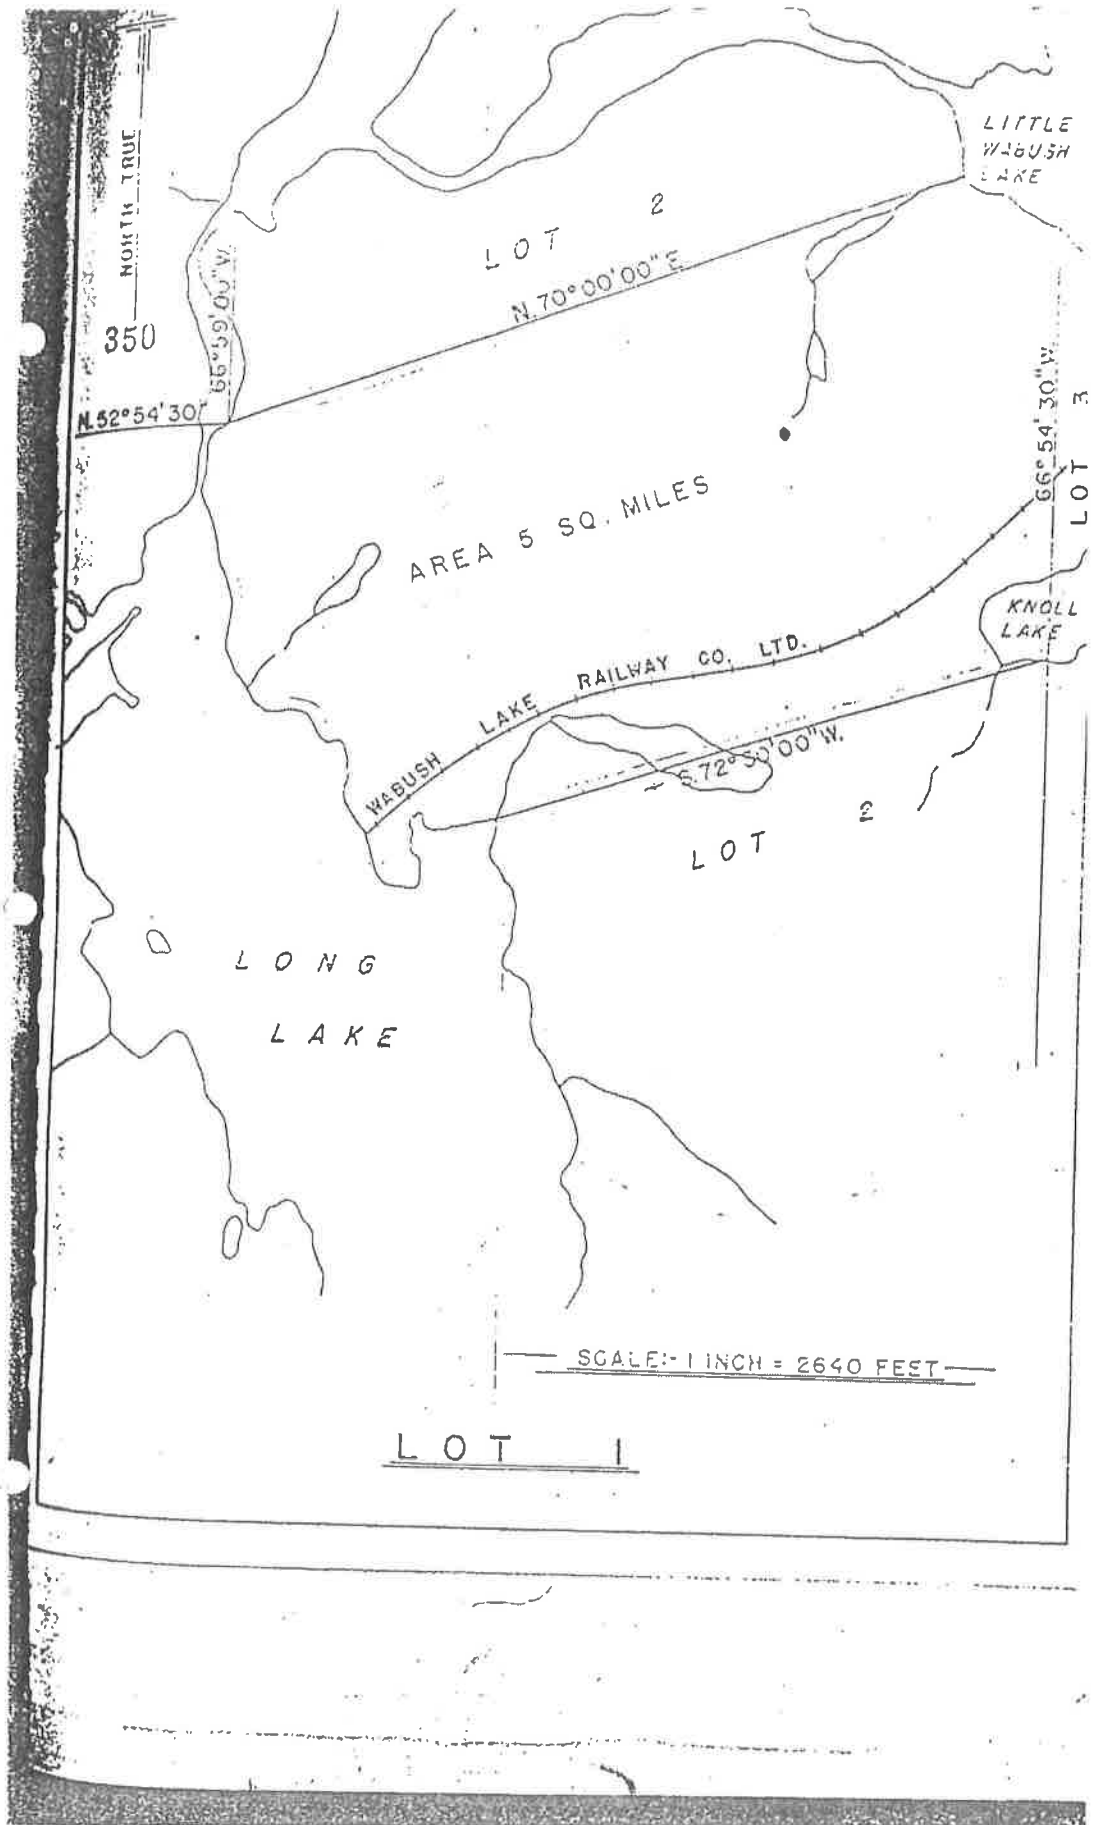 LITTLE
WABUSH
LAKE
NORTH TRUE
LOT 2
N.70°00'00"E.
66°59'00"W.
350
N.52°54'30"
66°54'30"W.
LOT 3
AREA 5 SQ. MILES
KNOLL
LAKE
WABUSH LAKE RAILWAY CO. LTD.
S.72°30'00"W.
LOT 2
LONG
LAKE
SCALE:- 1 INCH = 2640 FEET
LOT 1